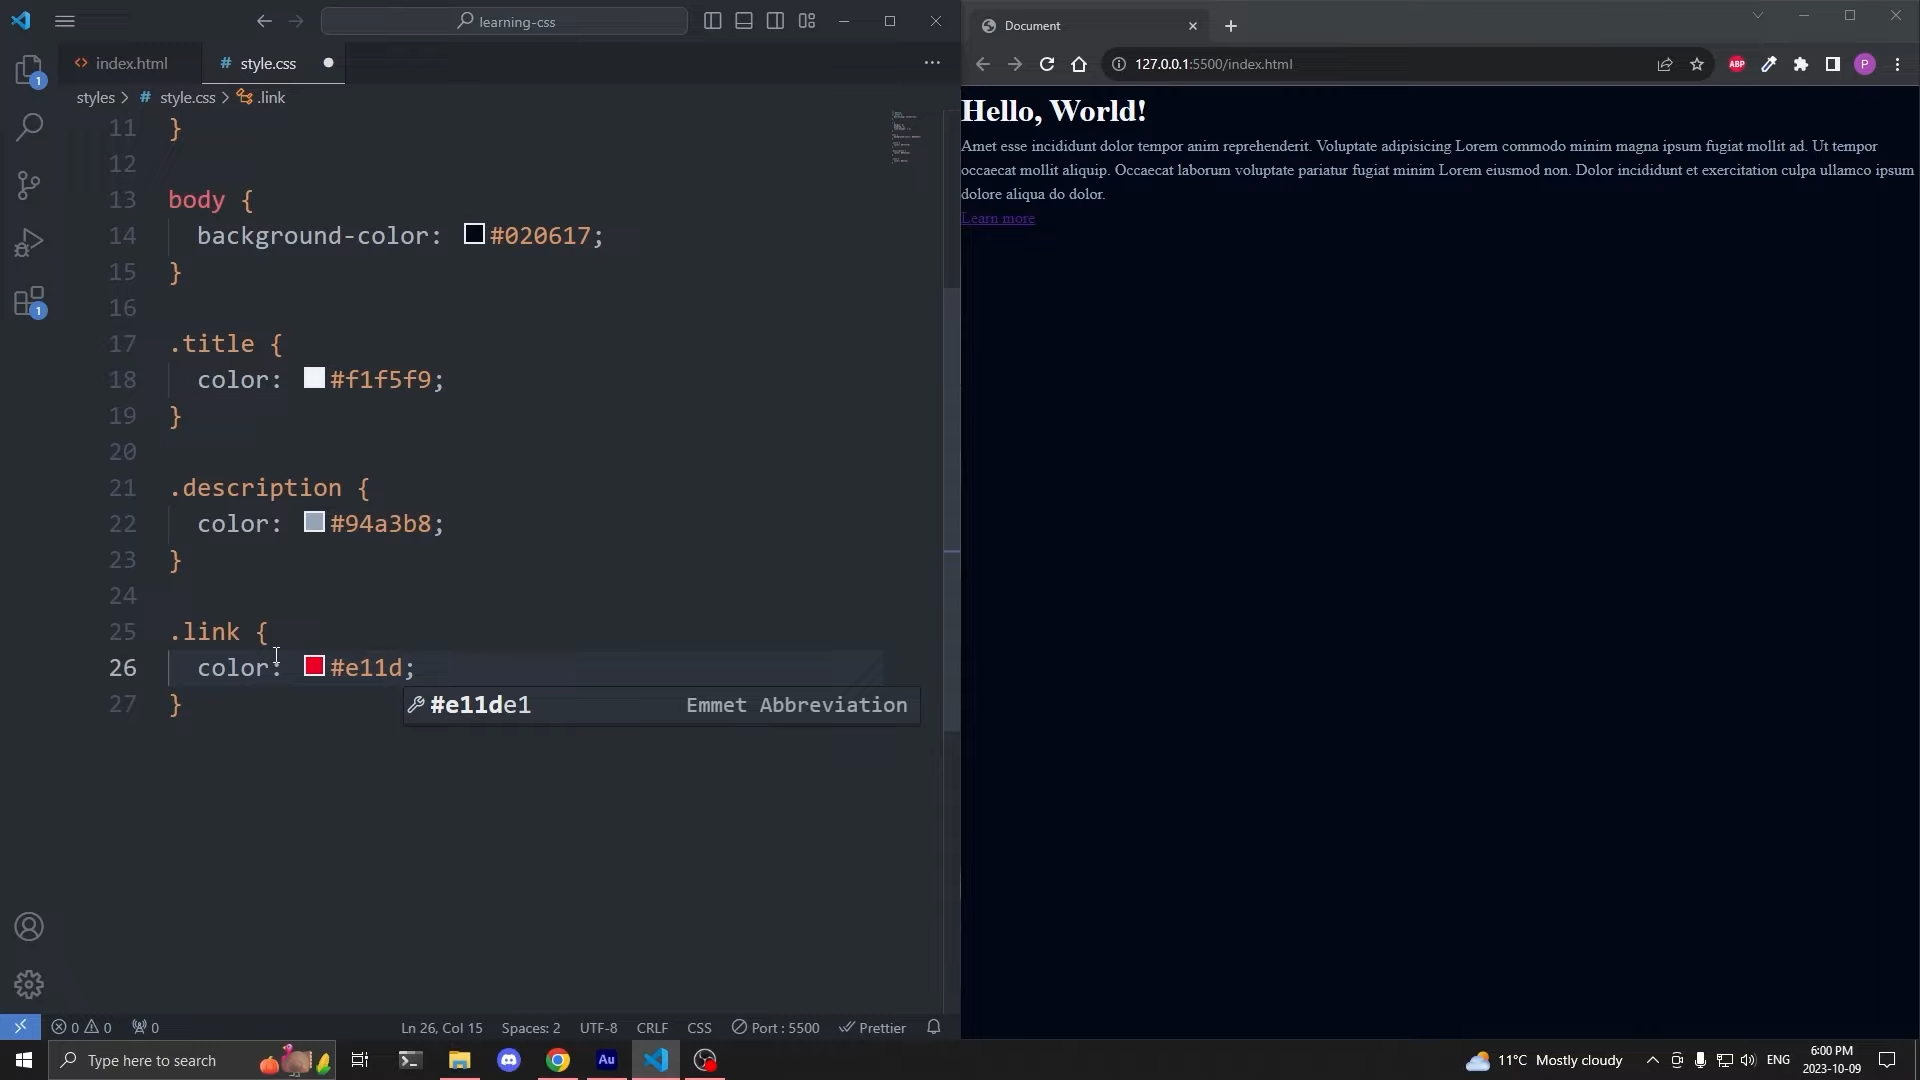 learning-css
index.html
# style.css
styles > # style.css > .link
11 }
12
13 body {
14 background-color: #020617;
15 }
16
17 .title {
18 color: #f1f5f9;
19 }
20
21 .description {
22 color: #94a3b8;
23 }
24
25 .link {
26 color: #e11d;
27 }
#e11de1 Emmet Abbreviation
1
1
0 0 0 Ln 26, Col 15 Spaces: 2 UTF-8 CRLF CSS Port : 5500 Prettier
Document
127.0.0.1:5500/index.html ABP P
Hello, World!
Amet esse incididunt dolor tempor anim reprehenderit. Voluptate adipisicing Lorem commodo minim magna ipsum fugiat mollit ad. Ut tempor
occaecat mollit aliquip. Occaecat laborum voluptate pariatur fugiat minim Lorem eiusmod non. Dolor incididunt et exercitation culpa ullamco ipsum
dolore aliqua do dolor.
Learn more
Type here to search
Au
11°C Mostly cloudy ENG
6:00 PM
2023-10-09